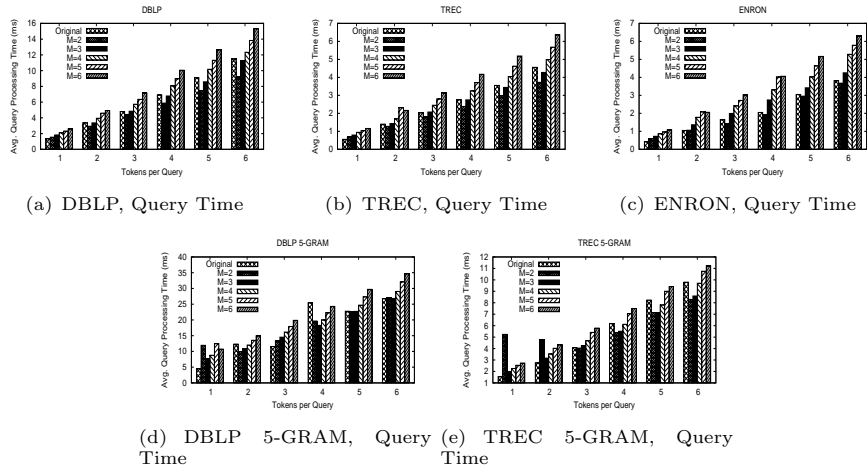 DBLP
Avg. Query Processing Time (ms)
16
14
12
10
8
6
4
2
0
Original
M=2
M=3
M=4
M=5
M=6
1 2 3 4 5 6
Tokens per Query
(a) DBLP, Query Time
TREC
Avg. Query Processing Time (ms)
7
6
5
4
3
2
1
0
Original
M=2
M=3
M=4
M=5
M=6
1 2 3 4 5 6
Tokens per Query
(b) TREC, Query Time
ENRON
Avg. Query Processing Time (ms)
7
6
5
4
3
2
1
0
Original
M=2
M=3
M=4
M=5
M=6
1 2 3 4 5 6
Tokens per Query
(c) ENRON, Query Time
DBLP 5-GRAM
Avg. Query Processing Time (ms)
40
35
30
25
20
15
10
5
0
Original
M=2
M=3
M=4
M=5
M=6
1 2 3 4 5 6
Tokens per Query
(d) DBLP 5-GRAM, Query
Time
TREC 5-GRAM
Avg. Query Processing Time (ms)
12
11
10
9
8
7
6
5
4
3
2
1
Original
M=2
M=3
M=4
M=5
M=6
1 2 3 4 5 6
Tokens per Query
(e) TREC 5-GRAM, Query
Time